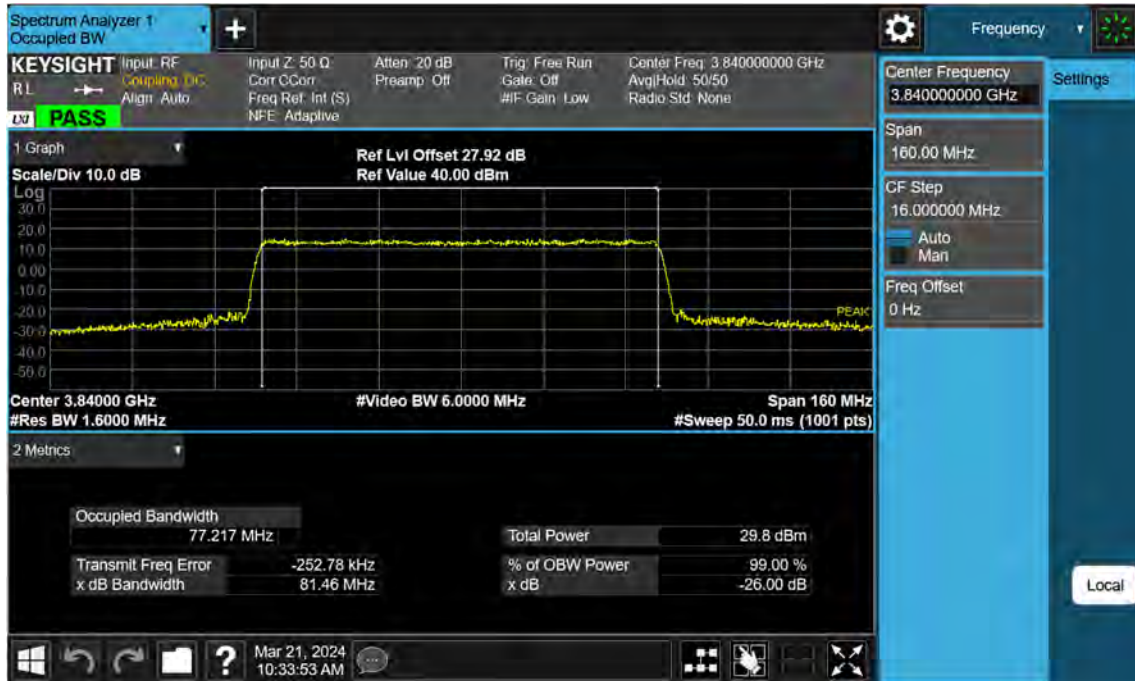 Spectrum Analyzer 1
Occupied BW
+
Frequency
KEYSIGHT
RL
LXI PASS
Input: RF
Coupling: DC
Align: Auto
Input Z: 50 Ω
Corr CCorr
Freq Ref: Int (S)
NFE: Adaptive
Atten: 20 dB
Preamp: Off
Trig: Free Run
Gate: Off
#IF Gain: Low
Center Freq: 3.840000000 GHz
Avg|Hold: 50/50
Radio Std: None
Center Frequency
3.840000000 GHz
Settings
Span
160.00 MHz
CF Step
16.000000 MHz
Auto
Man
Freq Offset
0 Hz
Local
1 Graph
Scale/Div 10.0 dB
Ref Lvl Offset 27.92 dB
Ref Value 40.00 dBm
Log
30.0
20.0
10.0
0.00
-10.0
-20.0
-30.0
-40.0
-50.0
PEAK
Center 3.84000 GHz
#Video BW 6.0000 MHz
Span 160 MHz
#Res BW 1.6000 MHz
#Sweep 50.0 ms (1001 pts)
2 Metrics
Occupied Bandwidth
77.217 MHz
Total Power 29.8 dBm
Transmit Freq Error -252.78 kHz
% of OBW Power 99.00 %
x dB Bandwidth 81.46 MHz
x dB -26.00 dB
?
Mar 21, 2024
10:33:53 AM